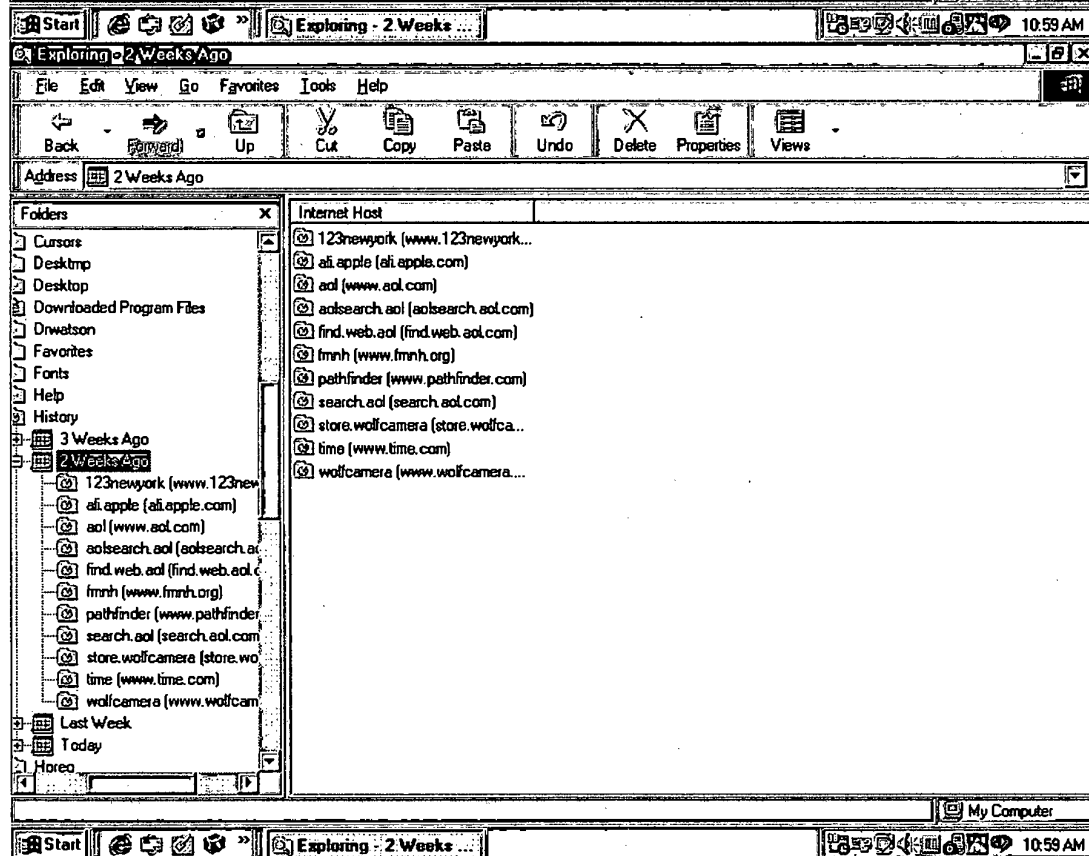 Start » Exploring - 2 Weeks ... 10:59 AM
Exploring - 2 Weeks Ago
File Edit View Go Favorites Tools Help
Back Forward Up Cut Copy Paste Undo Delete Properties Views
Address 2 Weeks Ago
Folders x
Cursors
Desktmp
Desktop
Downloaded Program Files
Drwatson
Favorites
Fonts
Help
History
3 Weeks Ago
2 Weeks Ago
123newyork (www.123new
ali.apple (ali.apple.com)
aol (www.aol.com)
aolsearch.aol (aolsearch.ao
find.web.aol (find.web.aol.c
fmnh (www.fmnh.org)
pathfinder (www.pathfinder
search.aol (search.aol.com
store.wolfcamera (store.wo
time (www.time.com)
wolfcamera (www.wolfcam
Last Week
Today
Horeo
Internet Host
123newyork (www.123newyork...
ali.apple (ali.apple.com)
aol (www.aol.com)
aolsearch.aol (aolsearch.aol.com)
find.web.aol (find.web.aol.com)
fmnh (www.fmnh.org)
pathfinder (www.pathfinder.com)
search.aol (search.aol.com)
store.wolfcamera (store.wolfca...
time (www.time.com)
wolfcamera (www.wolfcamera....
My Computer
Start » Exploring - 2 Weeks ... 10:59 AM